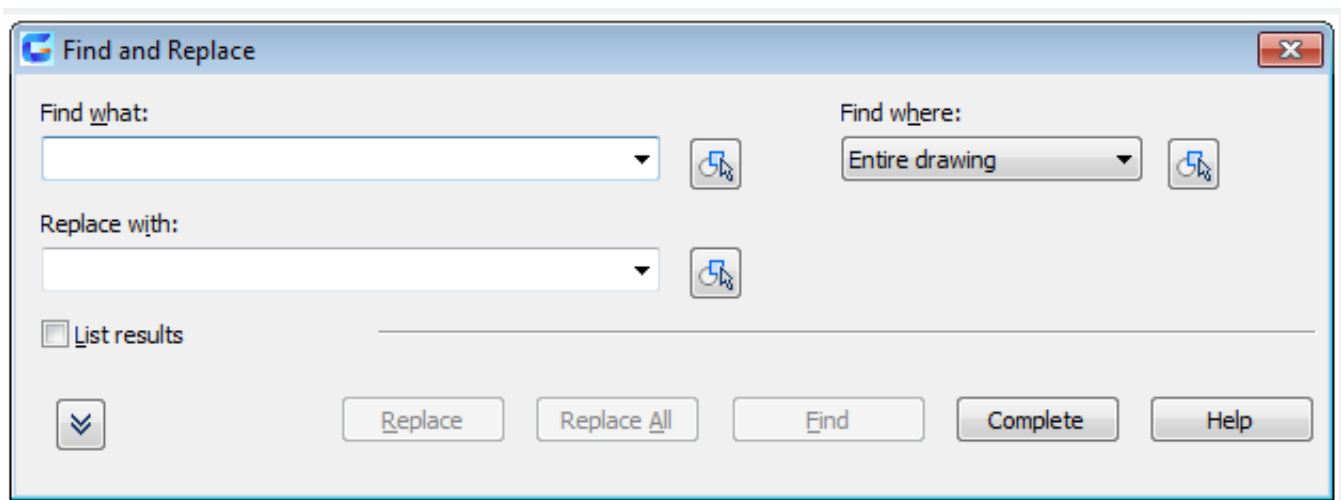 Find and Replace
Find what:
Find where:
Entire drawing
Replace with:
List results
Replace
Replace All
Find
Complete
Help